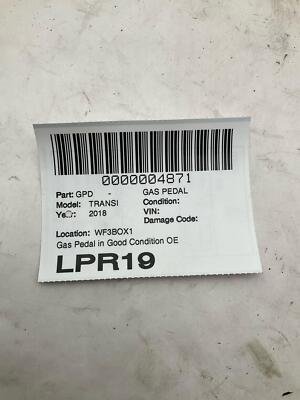 0000004871
Part: GPD - GAS PEDAL
Model: TRANSI Condition:
Year: 2018 VIN:
Damage Code:
Location: WF3BOX1
Gas Pedal in Good Condition OE
LPR19